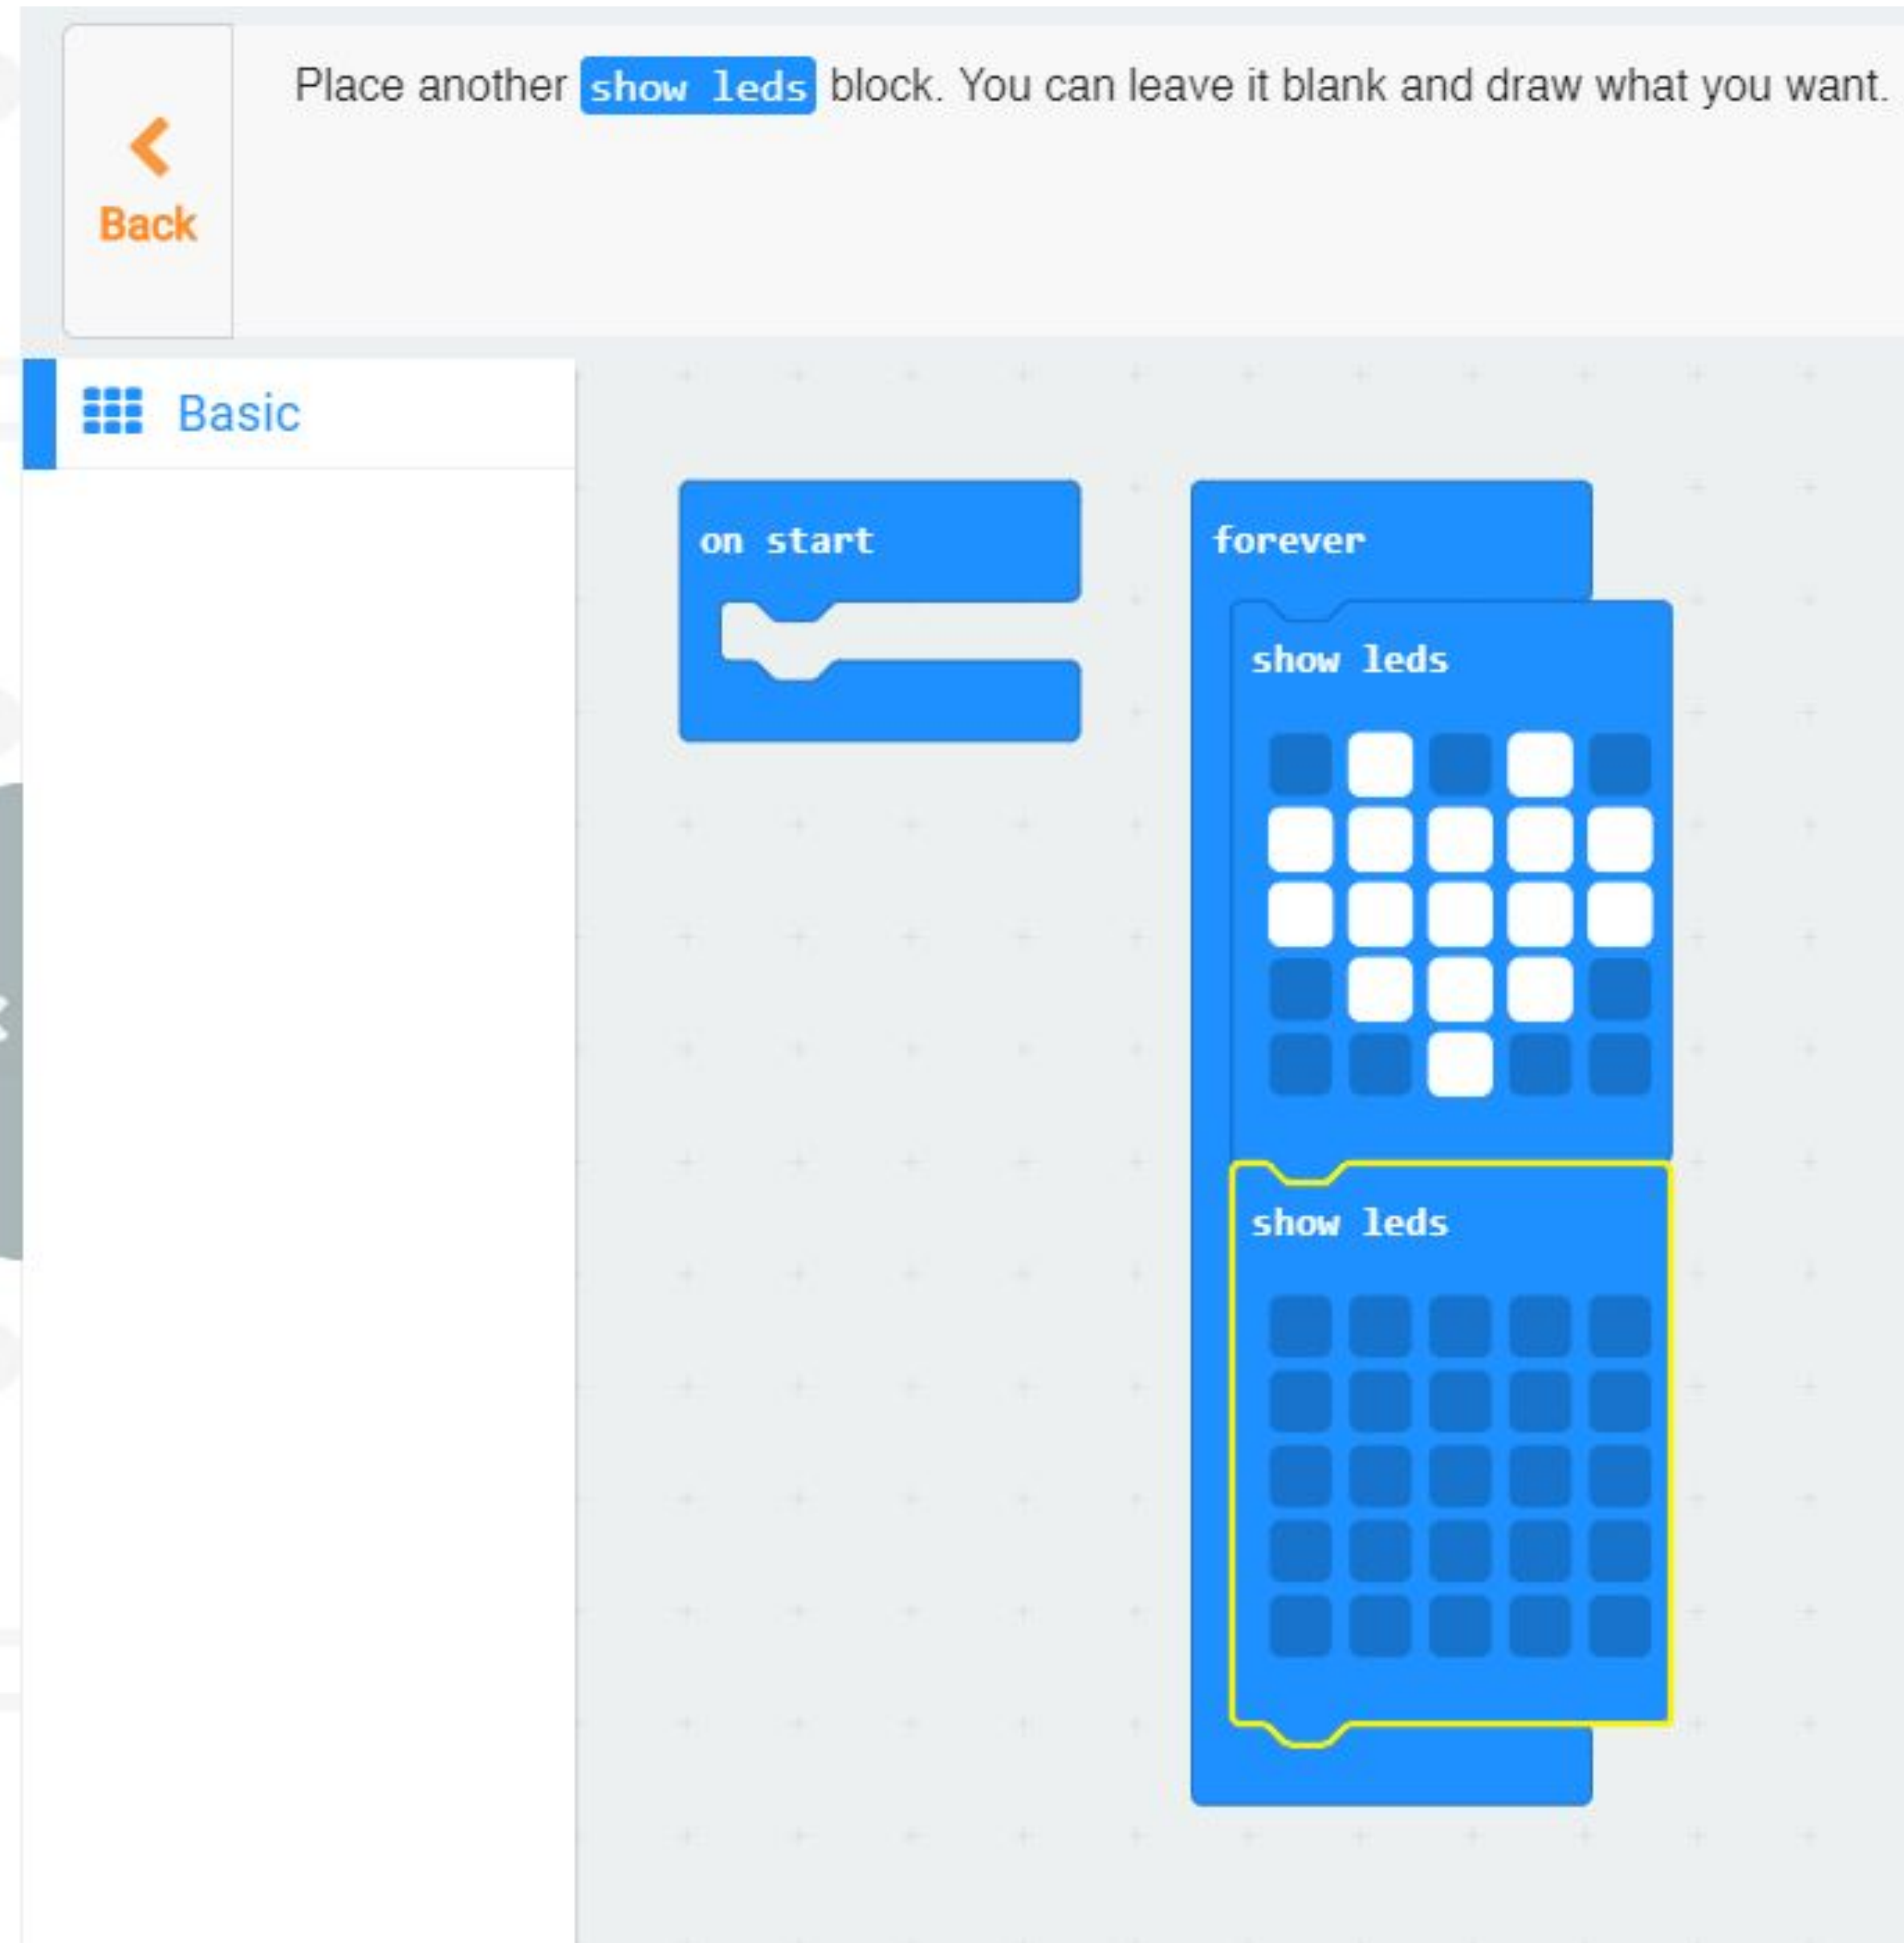 Place another show leds block. You can leave it blank and draw what you want.
Back
Basic
on start
forever
show leds
show leds